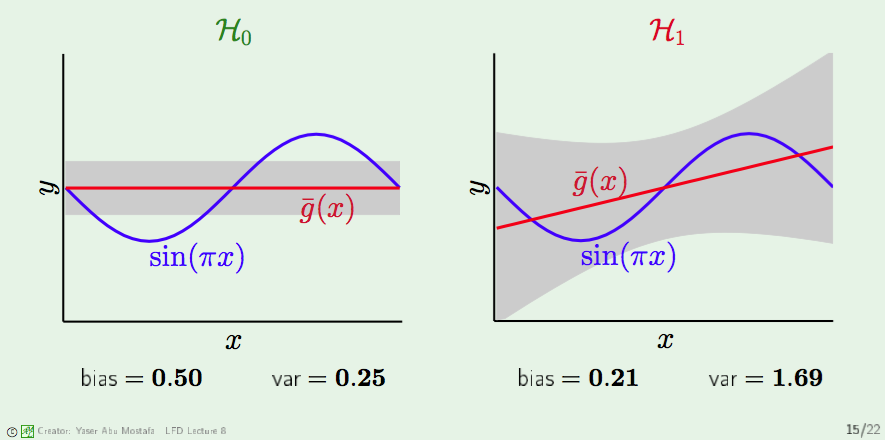 H₀
y
ḡ(x)
sin(πx)
x
bias = 0.50 var = 0.25
H₁
y
ḡ(x)
sin(πx)
x
bias = 0.21 var = 1.69
© Creator: Yaser Abu Mostafa LFD Lecture 8
15/22